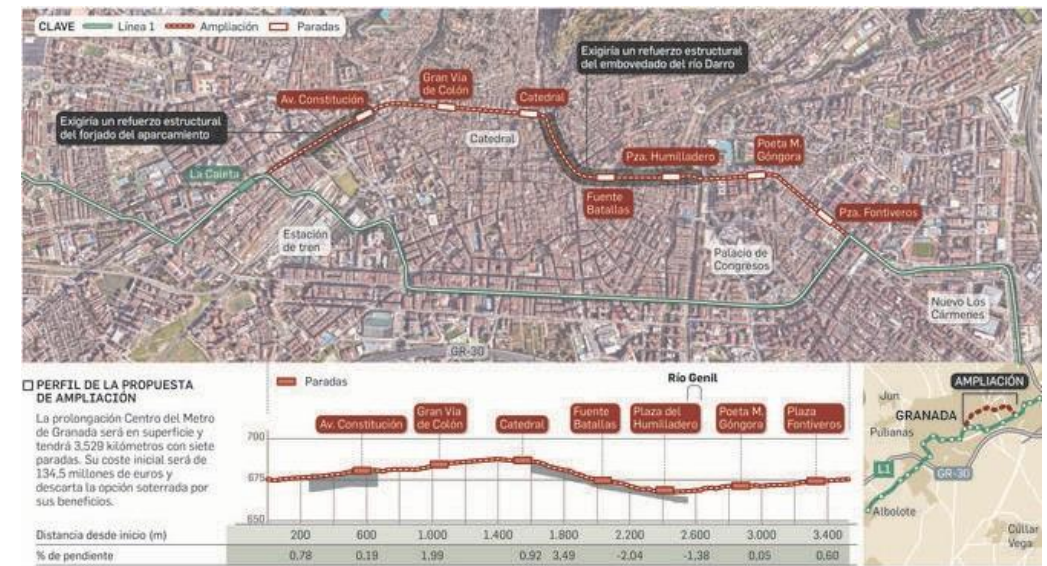 CLAVE Línea 1 Ampliación Paradas
Exigiría un refuerzo estructural
del embovedado del río Darro
Gran Vía
de Colón
Av. Constitución
Catedral
Exigiría un refuerzo estructural
del forjado del aparcamiento
Catedral
Poeta M.
Góngora
Pza. Humilladero
La Caleta
Fuente
Batallas
Pza. Fontiveros
Estación
de tren
Palacio de
Congresos
Nuevo Los
Cármenes
GR-30
PERFIL DE LA PROPUESTA
DE AMPLIACIÓN
La prolongación Centro del Metro
de Granada será en superficie y
tendrá 3,529 kilómetros con siete
paradas. Su coste inicial será de
134,5 millones de euros y
descarta la opción soterrada por
sus beneficios.
Paradas
Río Genil
Av. Constitución
Gran Vía
de Colón
Catedral
Fuente
Batallas
Plaza del
Humilladero
Poeta M.
Góngora
Plaza
Fontiveros
700
675
650
Distancia desde inicio (m) 200 600 1.000 1.400 1.800 2.200 2.600 3.000 3.400
% de pendiente 0,78 0,19 1,99 0,92 3,49 -2,04 -1,38 0,05 0,60
AMPLIACIÓN
Jun
GRANADA
Pulianas
L1
GR-30
Albolote
Cúllar
Vega